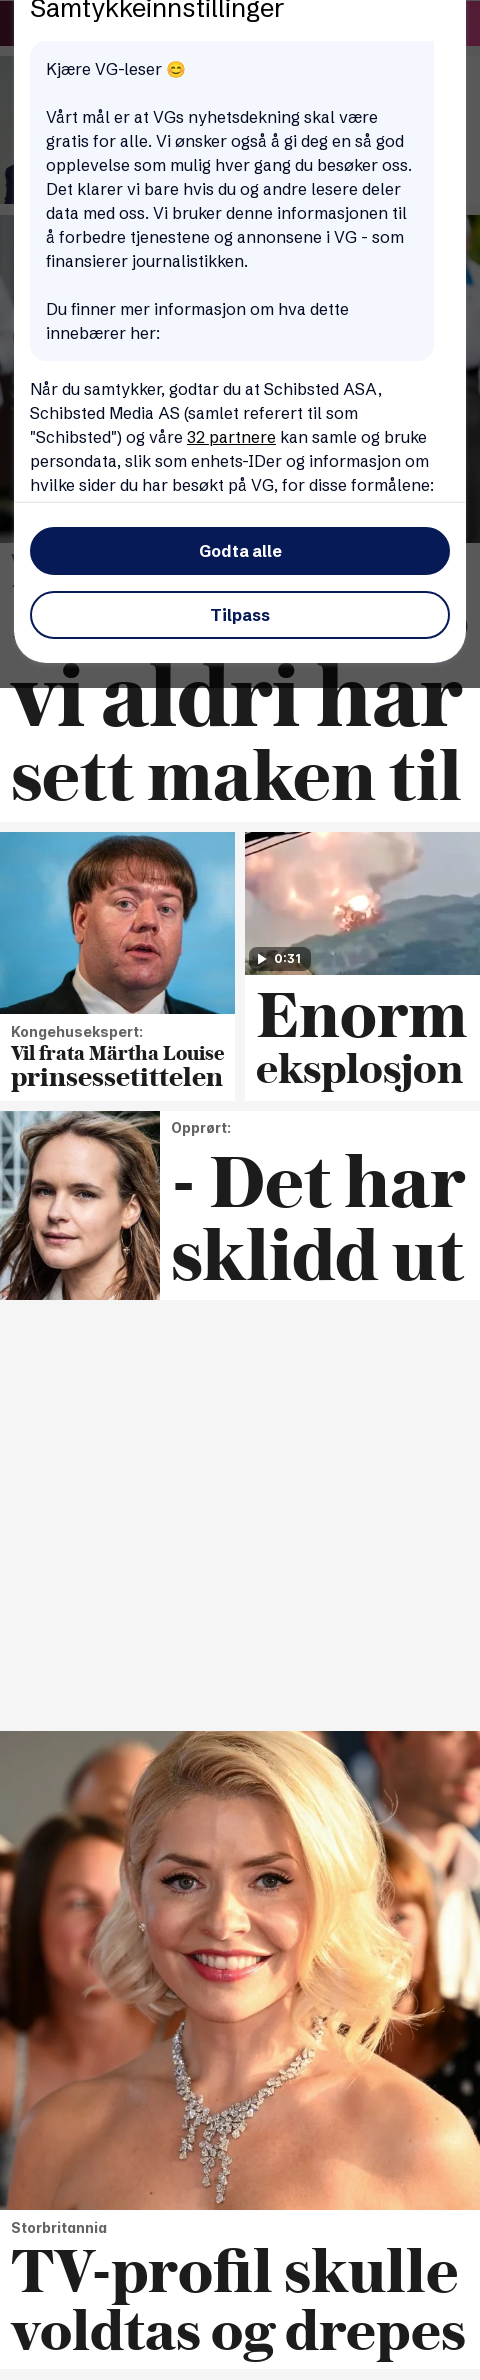 Samtykkeinnstillinger
Kjære VG-leser 😊
Vårt mål er at VGs nyhetsdekning skal være
gratis for alle. Vi ønsker også å gi deg en så god
opplevelse som mulig hver gang du besøker oss.
Det klarer vi bare hvis du og andre lesere deler
data med oss. Vi bruker denne informasjonen til
å forbedre tjenestene og annonsene i VG - som
finansierer journalistikken.
Du finner mer informasjon om hva dette
innebærer her:
Når du samtykker, godtar du at Schibsted ASA,
Schibsted Media AS (samlet referert til som
"Schibsted") og våre 32 partnere kan samle og bruke
persondata, slik som enhets-IDer og informasjon om
hvilke sider du har besøkt på VG, for disse formålene:
Godta alle
Tilpass
vi aldri har
sett maken til
0:31
Kongehusekspert:
Vil frata Märtha Louise
prinsessetittelen
Enorm
eksplosjon
Opprørt:
- Det har
sklidd ut
Storbritannia
TV-profil skulle
voldtas og drepes